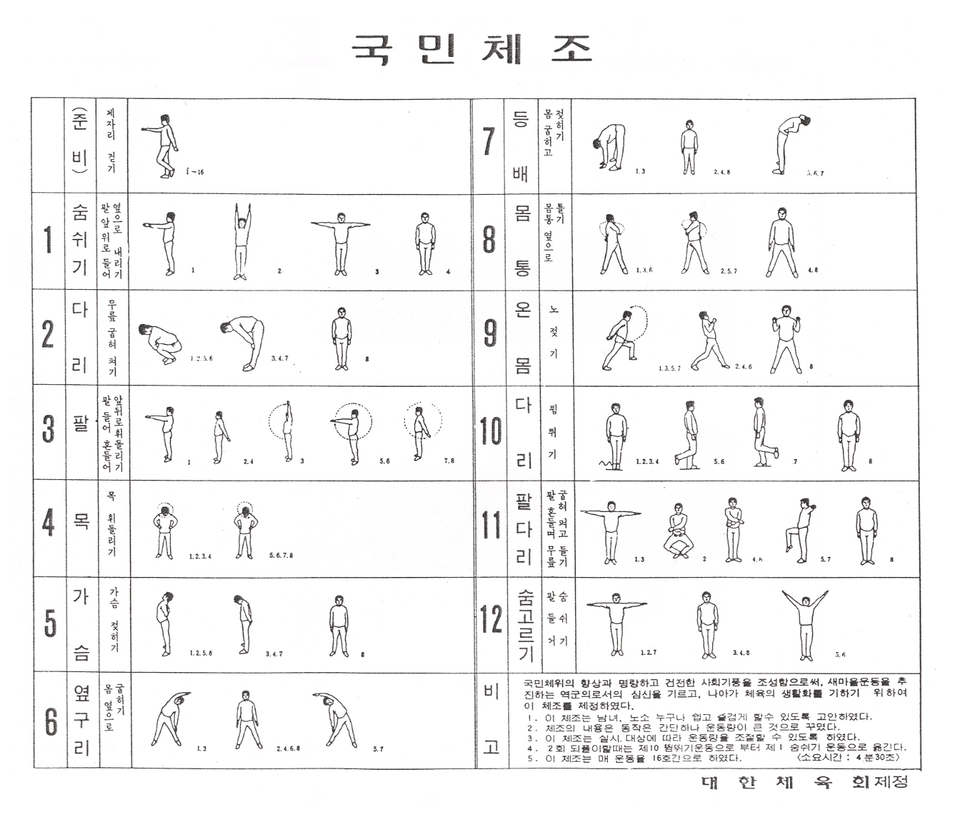 국민체조
(준비)
제자리 걷기
1~16
1
숨쉬기
팔 앞 위로 들어
옆으로 내리기
1 2 3 4
2
다리
무릎 굽혀 펴기
1.2.5.6 3.4.7 8
3
팔
팔 들어 흔들어
앞뒤로 휘돌리기
1 2.4 3 5.6 7.8
4
목
목 휘돌리기
1.2.3.4 5.6.7.8
5
가슴
가슴 젖히기
1.2.5.6 3.4.7 8
6
옆구리
몸 옆으로
굽히기
1.3 2.4.6.8 5.7
7
등배
몸 굽히고
젖히기
1.3 2.4.8 5.6.7
8
몸통
몸통 옆으로
틀기
1.3.6 2.5.7 4.8
9
온몸
노젓기
1.3.5.7 2.4.6 8
10
다리
뜀뛰기
1.2.3.4 5.6 .7 8
11
팔다리
팔 흔들며 무릎
굽혀 펴고 들기
1.3 2 4.6 5.7 8
12
숨고르기
팔 들
숨쉬기
1.2.7 3.4.8 5.6
비고
국민체위의 향상과 명랑하고 건전한 사회기풍을 조성함으로써, 새마을운동을 추
진하는 역군의로서의 심신을 기르고, 나아가 체육의 생활화를 기하기 위하여
이 체조를 제정하였다.
1. 이 체조는 남녀, 노소 누구나 쉽고 즐겁게 할수 있도록 고안하였다.
2. 체조의 내용은 동작은 간단하나 운동량이 큰 것으로 꾸몄다.
3. 이 체조는 실시, 대상에 따라 운동량을 조절할 수 있도록 하였다.
4. 2회 되풀이할때는 제10 뜀뛰기운동으로 부터 제1 숨쉬기 운동으로 옮긴다.
5. 이 체조는 매 운동을 16호간으로 하였다. 〈소요시간 : 4분30초〉
대한체육회제정